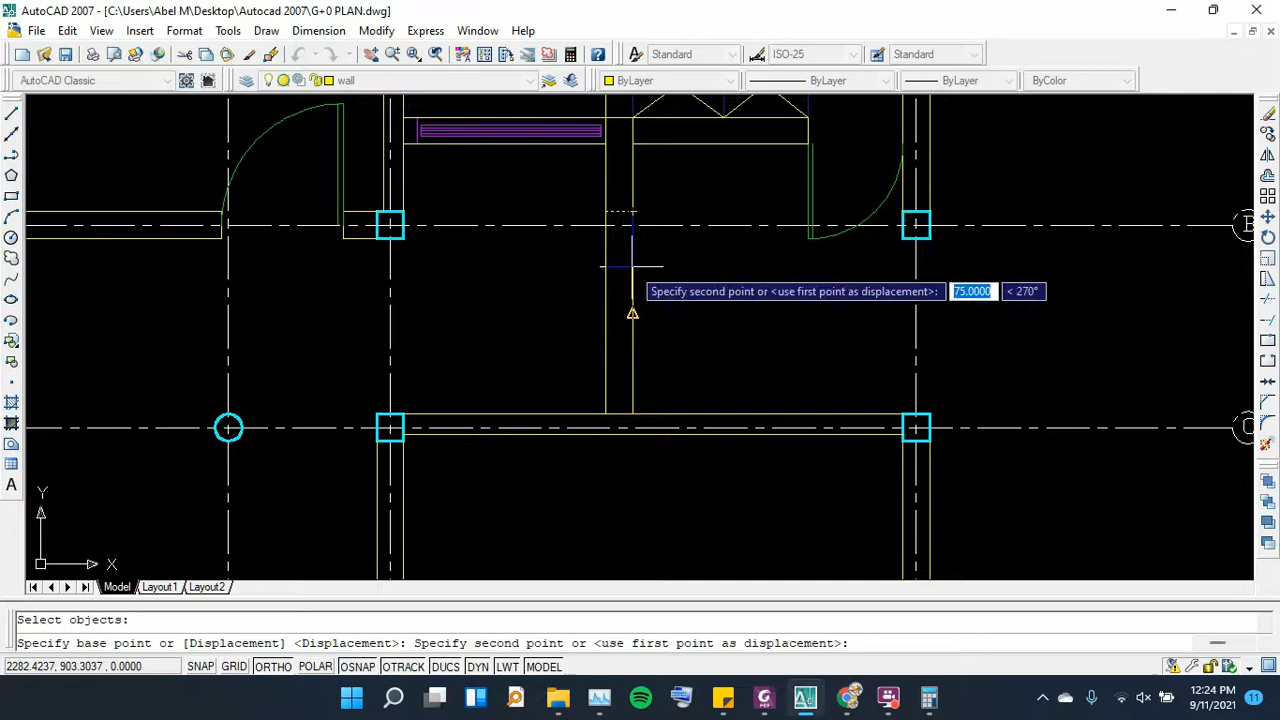 AutoCAD 2007 - [C:\Users\Abel M\Desktop\Autocad 2007\G+0 PLAN.dwg]
File Edit View Insert Format Tools Draw Dimension Modify Express Window Help
Standard ISO-25 Standard
AutoCAD Classic wall ByLayer ByLayer ByLayer ByColor
B
Specify second point or <use first point as displacement>: 75.0000 < 270°
Y
X
Model Layout1 Layout2
Select objects:
Specify base point or [Displacement] <Displacement>: Specify second point or <use first point as displacement>:
2282.4237, 903.3037, 0.0000 SNAP GRID ORTHO POLAR OSNAP OTRACK DUCS DYN LWT MODEL
12:24 PM
9/11/2021 11